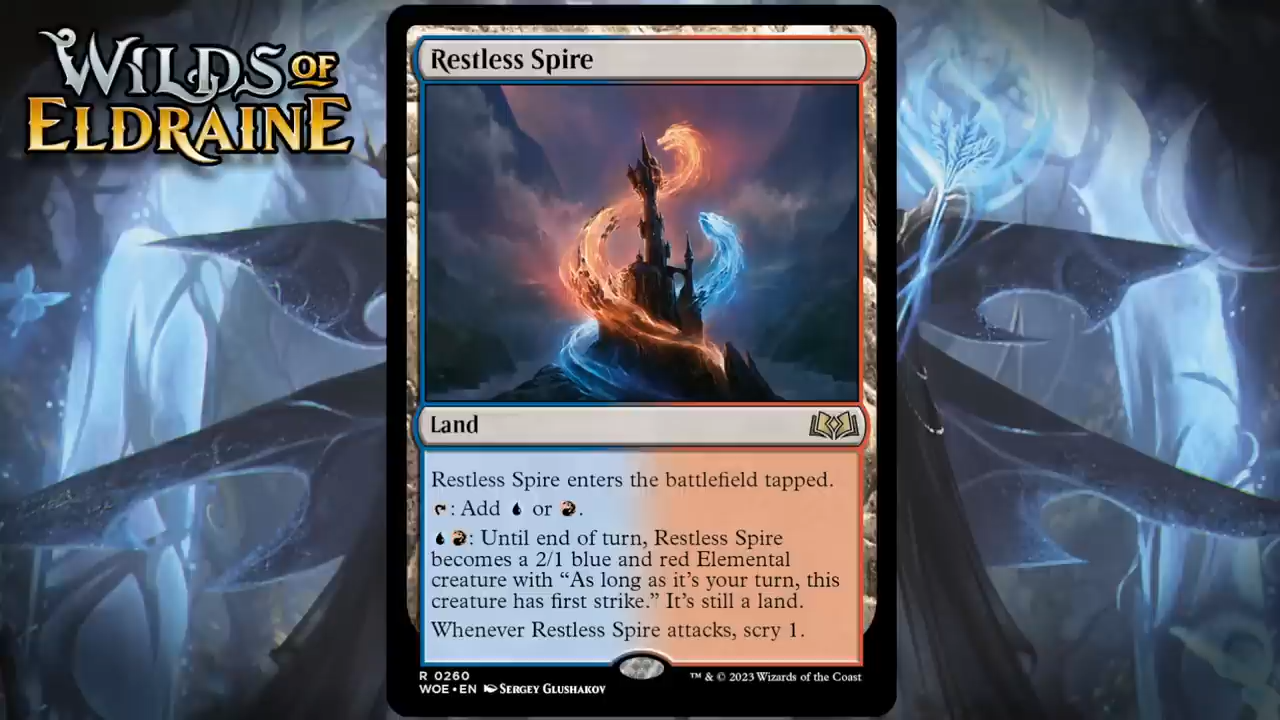 WILDS OF
ELDRAINE
Restless Spire
Land
Restless Spire enters the battlefield tapped.
: Add or .
: Until end of turn, Restless Spire
becomes a 2/1 blue and red Elemental
creature with “As long as it’s your turn, this
creature has first strike.” It’s still a land.
Whenever Restless Spire attacks, scry 1.
R 0260
WOE • EN Sergey Glushakov
™ & © 2023 Wizards of the Coast